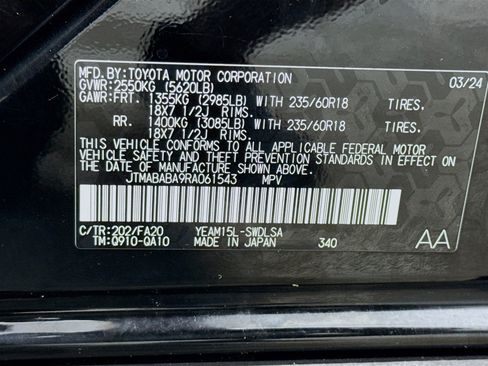 MFD. BY: TOYOTA MOTOR CORPORATION 03/24
GVWR: 2550KG (5620LB)
GAWR: FRT. 1355KG (2985LB) WITH 235/60R18 TIRES.
18X7 1/2J RIMS.
RR. 1400KG (3085LB) WITH 235/60R18 TIRES.
18X7 1/2J RIMS.
THIS VEHICLE CONFORMS TO ALL APPLICABLE FEDERAL MOTOR
VEHICLE SAFETY AND THEFT PREVENTION STANDARDS IN EFFECT ON
THE DATE OF MANUFACTURE SHOWN ABOVE.
JTMABABA9RA061543 MPV
C/TR: 202/FA20 YEAM15L-SWDLSA
TM: Q910-QA10 MADE IN JAPAN 340 AA